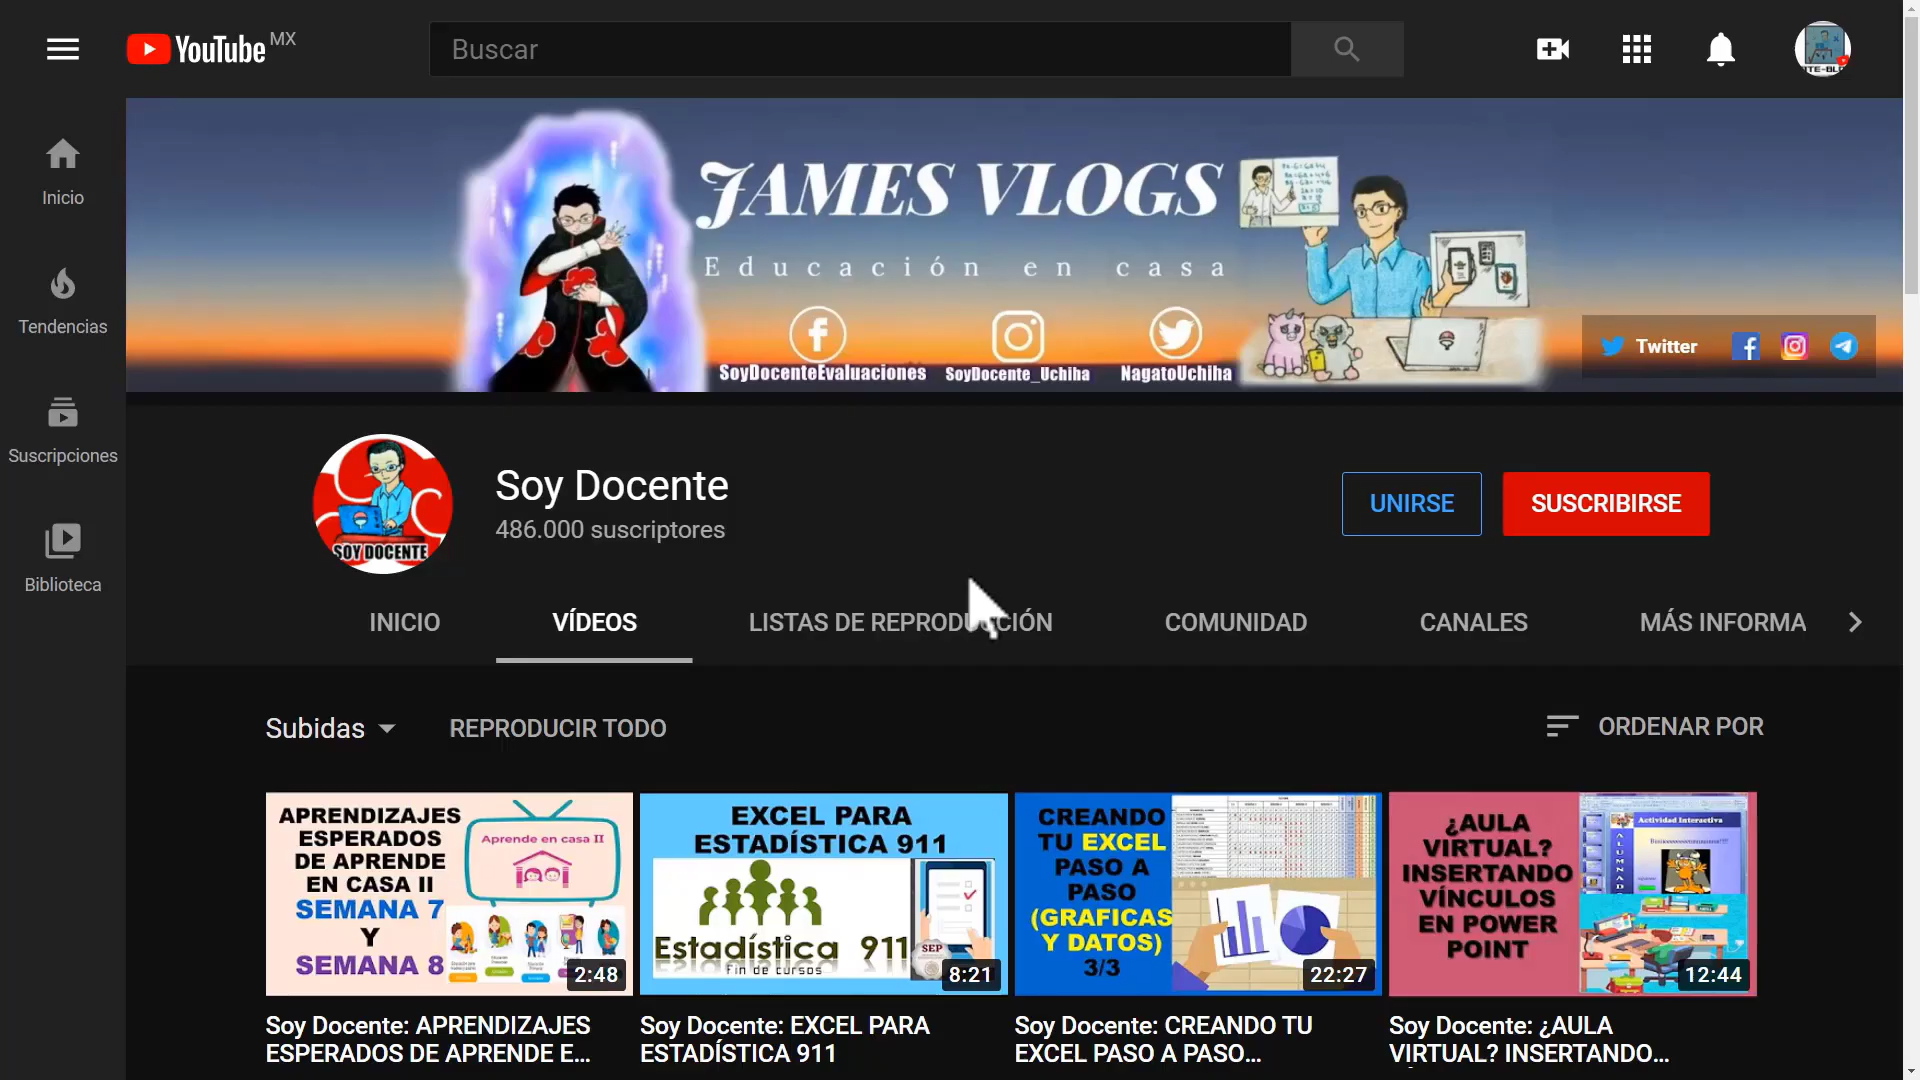 YouTube MX
Buscar
Inicio
Tendencias
Suscripciones
Biblioteca
JAMES VLOGS
Educación en casa
SoyDocenteEvaluaciones
SoyDocente_Uchiha
NagatoUchiha
Twitter
SOY DOCENTE
Soy Docente
486.000 suscriptores
UNIRSE
SUSCRIBIRSE
INICIO
VÍDEOS
LISTAS DE REPRODUCCIÓN
COMUNIDAD
CANALES
MÁS INFORMA
Subidas
REPRODUCIR TODO
ORDENAR POR
APRENDIZAJES
ESPERADOS
DE APRENDE
EN CASA II
SEMANA 7
Y
SEMANA 8
Aprende en casa II
2:48
EXCEL PARA
ESTADÍSTICA 911
Estadística 911
Fin de cursos
SEP
8:21
CREANDO
TU EXCEL
PASO A
PASO
(GRAFICAS
Y DATOS)
3/3
22:27
¿AULA
VIRTUAL?
INSERTANDO
VÍNCULOS
EN POWER
POINT
Actividad Interactiva
ALUMNAD
12:44
Soy Docente: APRENDIZAJES
ESPERADOS DE APRENDE E...
Soy Docente: EXCEL PARA
ESTADÍSTICA 911
Soy Docente: CREANDO TU
EXCEL PASO A PASO...
Soy Docente: ¿AULA
VIRTUAL? INSERTANDO...